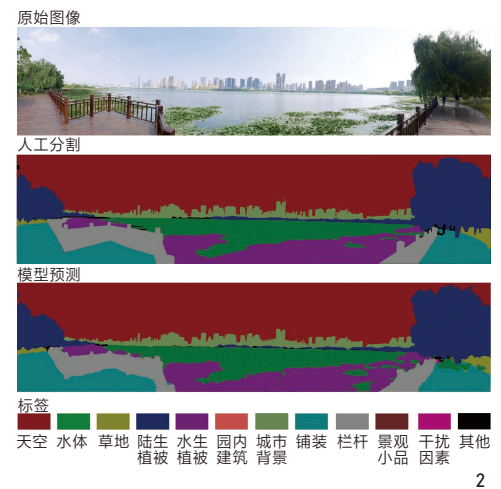 原始图像
人工分割
模型预测
标签
天空 水体 草地 陆生植被 水生植被 园内建筑 城市背景 铺装 栏杆 景观小品 干扰因素 其他
2